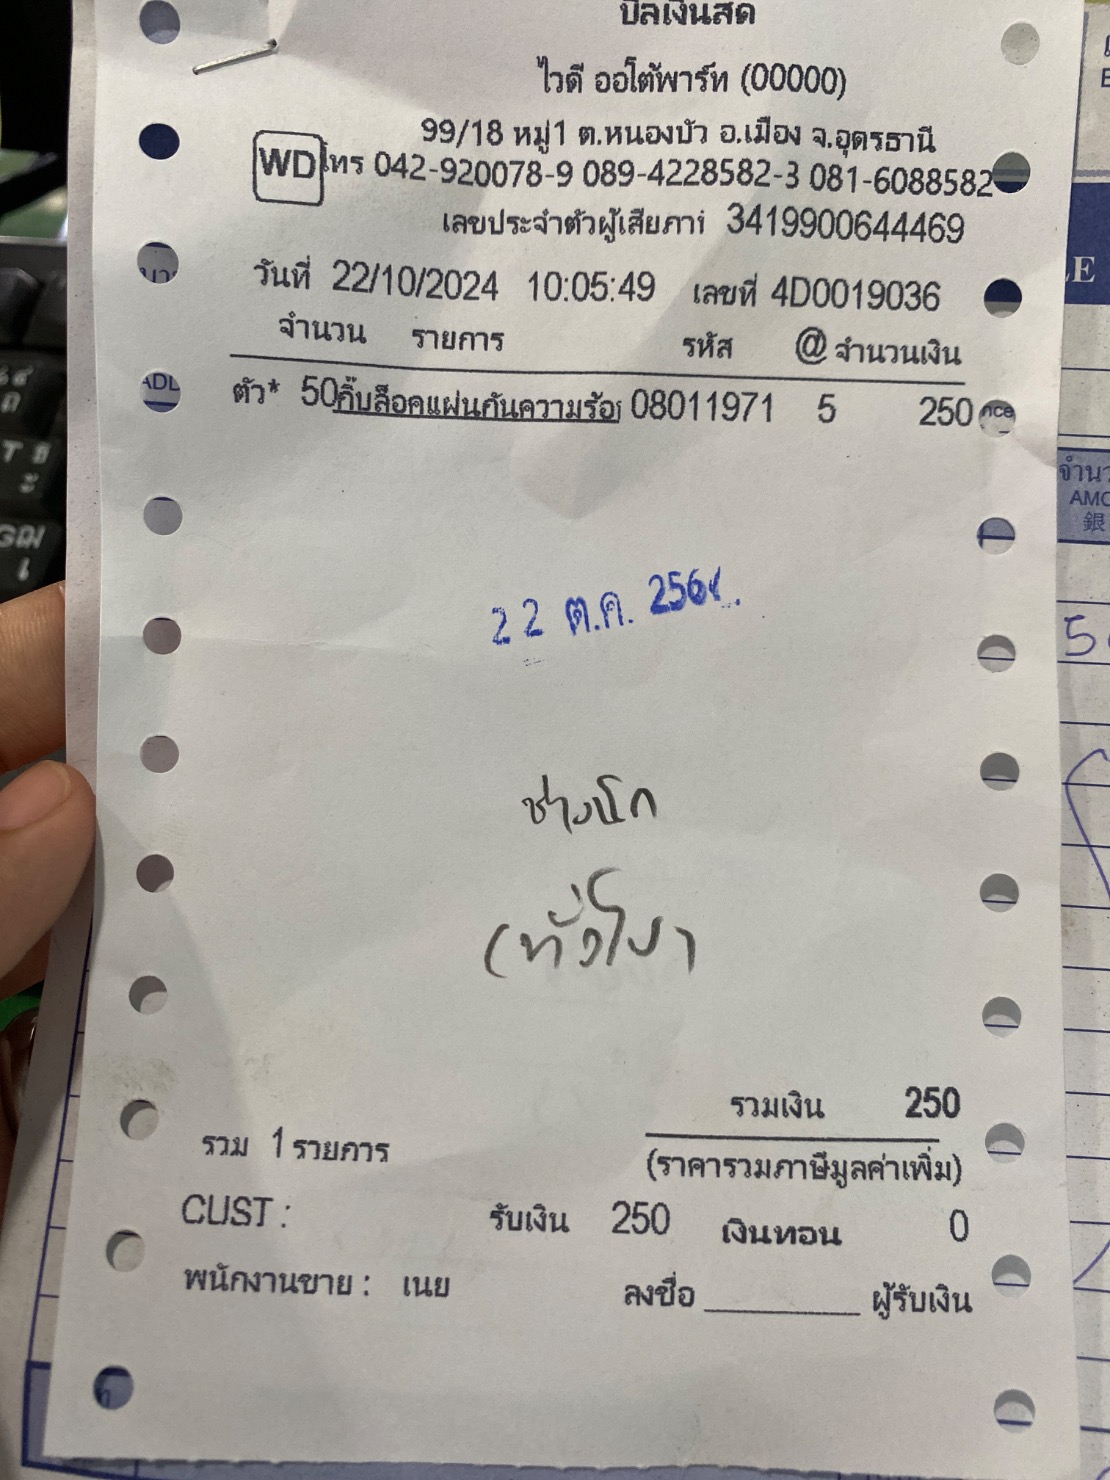 บิลเงินสด
ไวดี ออโต้พาร์ท (00000)
99/18 หมู่1 ต.หนองบัว อ.เมือง จ.อุดรธานี
WD โทร 042-920078-9 089-4228582-3 081-6088582
เลขประจำตัวผู้เสียภาษี 3419900644469
วันที่ 22/10/2024 10:05:49 เลขที่ 4D0019036
จำนวน รายการ รหัส @ จำนวนเงิน
ตัว* 50 กิ๊บล็อคแผ่นกันความร้อ 08011971 5 250
22 ต.ค. 256
ช่างโก
รวมเงิน 250
รวม 1 รายการ
(ราคารวมภาษีมูลค่าเพิ่ม)
CUST :
รับเงิน 250 เงินทอน 0
พนักงานขาย : เนย
ลงชื่อ ________ ผู้รับเงิน
จำนว
AMO
銀